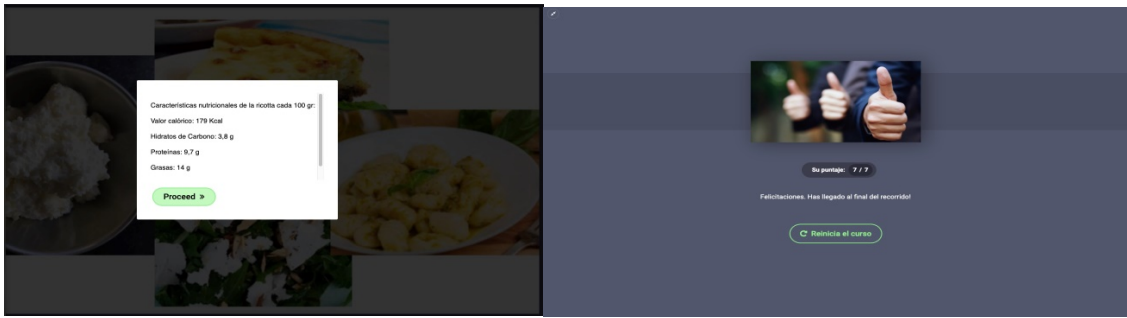 Características nutricionales de la ricotta cada 100 gr:
Valor calórico: 179 Kcal
Hidratos de Carbono: 3,8 g
Proteínas: 9,7 g
Grasas: 14 g
Proceed »
Su puntaje: 7 / 7
Felicitaciones. Has llegado al final del recorrido!
Reinicia el curso